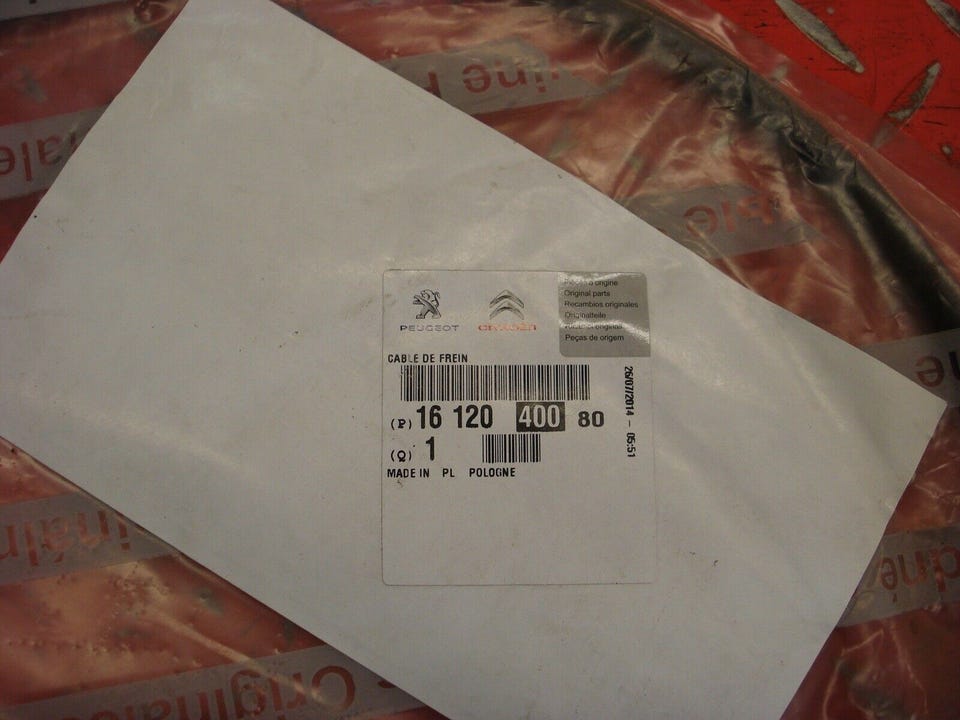 PEUGEOT
CITROËN
Pièces d'origine
Original parts
Recambios originales
Originalteile
Ricambi originali
Peças de origem
CABLE DE FREIN
(P) 16 120 400 80
(Q) 1
MADE IN PL POLOGNE
26/07/2014 - 05:51
Originale